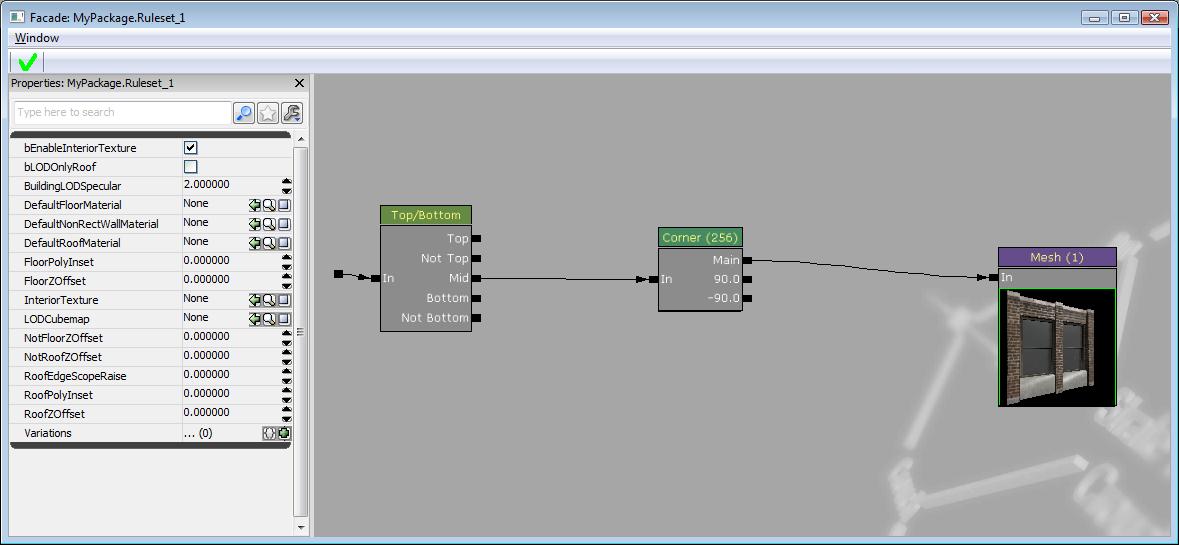 Facade: MyPackage.Ruleset_1
Window
Properties: MyPackage.Ruleset_1
Type here to search
bEnableInteriorTexture
bLODOnlyRoof
BuildingLODSpecular 2.000000
DefaultFloorMaterial None
DefaultNonRectWallMaterial None
DefaultRoofMaterial None
FloorPolyInset 0.000000
FloorZOffset 0.000000
InteriorTexture None
LODCubemap None
NotFloorZOffset 0.000000
NotRoofZOffset 0.000000
RoofEdgeScopeRaise 0.000000
RoofPolyInset 0.000000
RoofZOffset 0.000000
Variations ... (0)
Top/Bottom
Top
Not Top
In Mid
Bottom
Not Bottom
Corner (256)
Main
In 90.0
-90.0
Mesh (1)
In